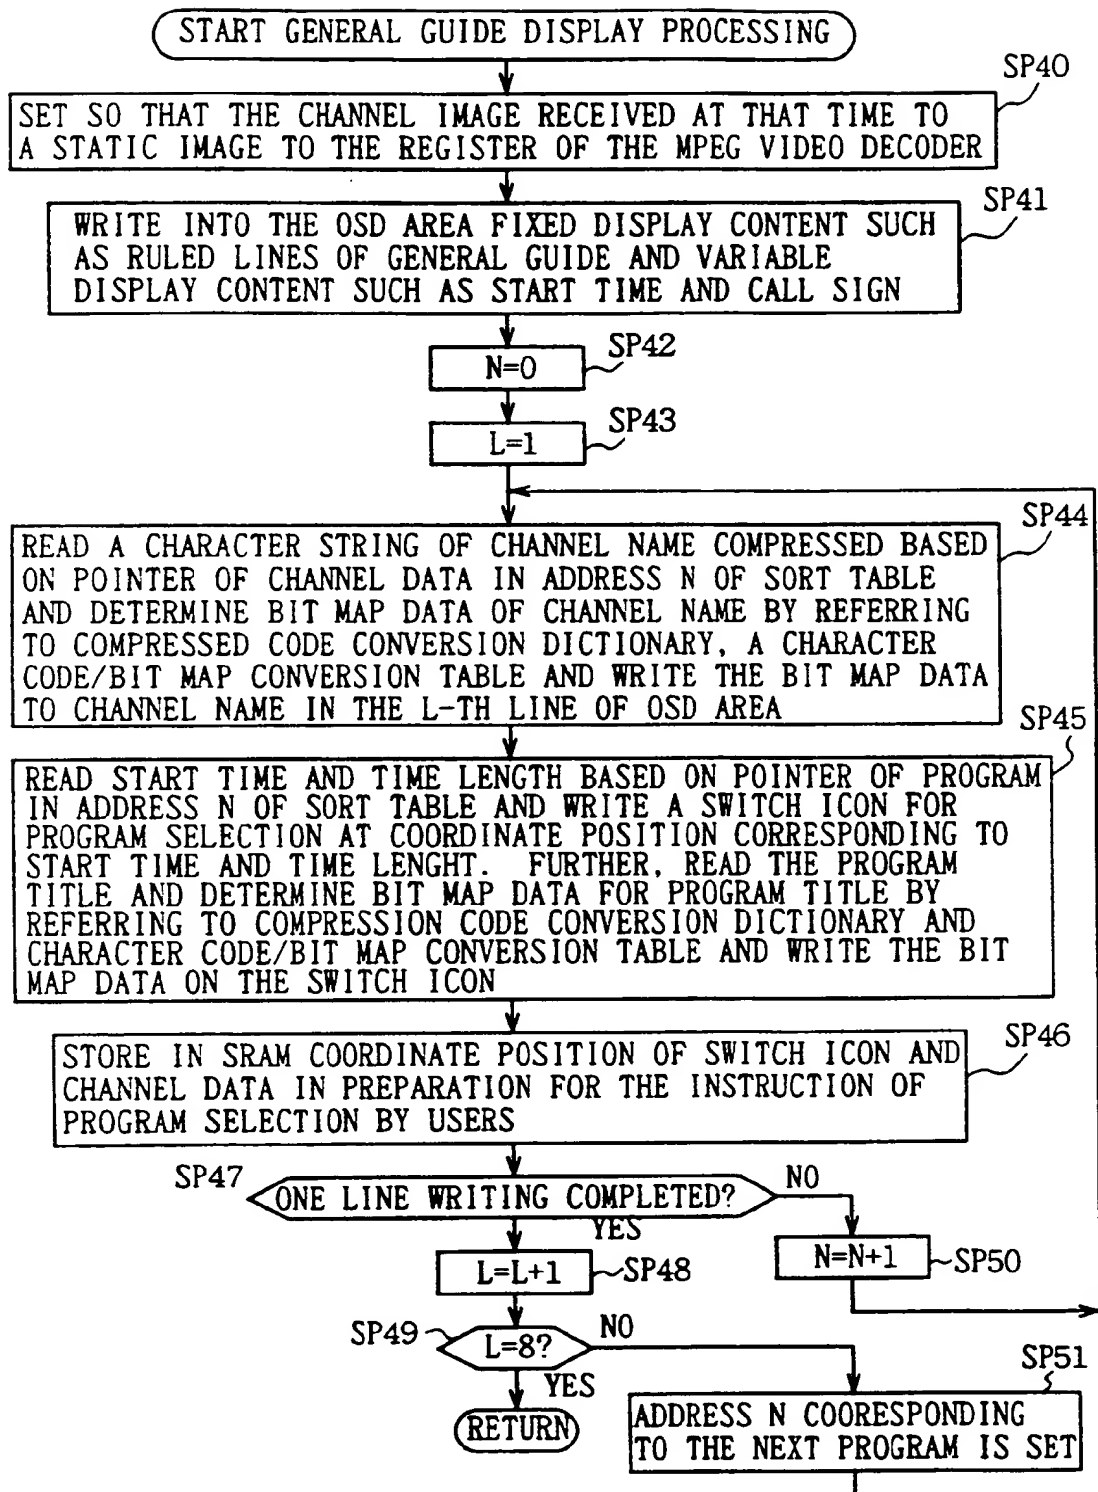 START GENERAL GUIDE DISPLAY PROCESSING
SP40
SET SO THAT THE CHANNEL IMAGE RECEIVED AT THAT TIME TO
A STATIC IMAGE TO THE REGISTER OF THE MPEG VIDEO DECODER
SP41
WRITE INTO THE OSD AREA FIXED DISPLAY CONTENT SUCH
AS RULED LINES OF GENERAL GUIDE AND VARIABLE
DISPLAY CONTENT SUCH AS START TIME AND CALL SIGN
SP42
N=0
SP43
L=1
SP44
READ A CHARACTER STRING OF CHANNEL NAME COMPRESSED BASED
ON POINTER OF CHANNEL DATA IN ADDRESS N OF SORT TABLE
AND DETERMINE BIT MAP DATA OF CHANNEL NAME BY REFERRING
TO COMPRESSED CODE CONVERSION DICTIONARY, A CHARACTER
CODE/BIT MAP CONVERSION TABLE AND WRITE THE BIT MAP DATA
TO CHANNEL NAME IN THE L-TH LINE OF OSD AREA
SP45
READ START TIME AND TIME LENGTH BASED ON POINTER OF PROGRAM
IN ADDRESS N OF SORT TABLE AND WRITE A SWITCH ICON FOR
PROGRAM SELECTION AT COORDINATE POSITION CORRESPONDING TO
START TIME AND TIME LENGHT. FURTHER, READ THE PROGRAM
TITLE AND DETERMINE BIT MAP DATA FOR PROGRAM TITLE BY
REFERRING TO COMPRESSION CODE CONVERSION DICTIONARY AND
CHARACTER CODE/BIT MAP CONVERSION TABLE AND WRITE THE BIT
MAP DATA ON THE SWITCH ICON
SP46
STORE IN SRAM COORDINATE POSITION OF SWITCH ICON AND
CHANNEL DATA IN PREPARATION FOR THE INSTRUCTION OF
PROGRAM SELECTION BY USERS
SP47
ONE LINE WRITING COMPLETED?
NO
YES
L=L+1
SP48
N=N+1
SP50
SP49
L=8?
NO
YES
RETURN
SP51
ADDRESS N COORESPONDING
TO THE NEXT PROGRAM IS SET